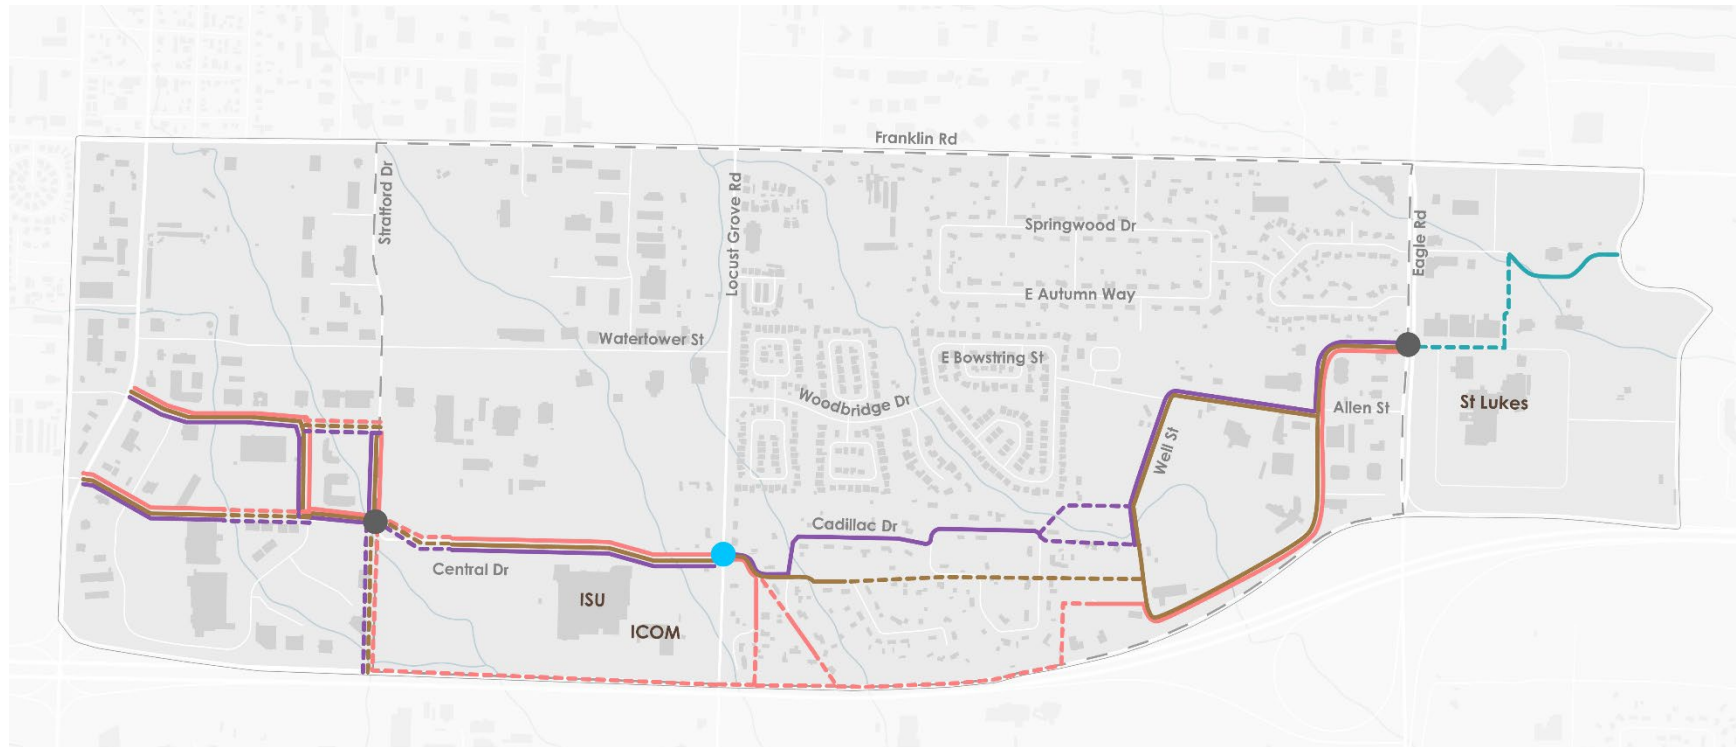 Franklin Rd
Stratford Dr
Locust Grove Rd
Springwood Dr
Eagle Rd
E Autumn Way
Watertower St
E Bowstring St
Woodbridge Dr
Allen St
St Lukes
Well St
Cadillac Dr
Central Dr
ISU
ICOM